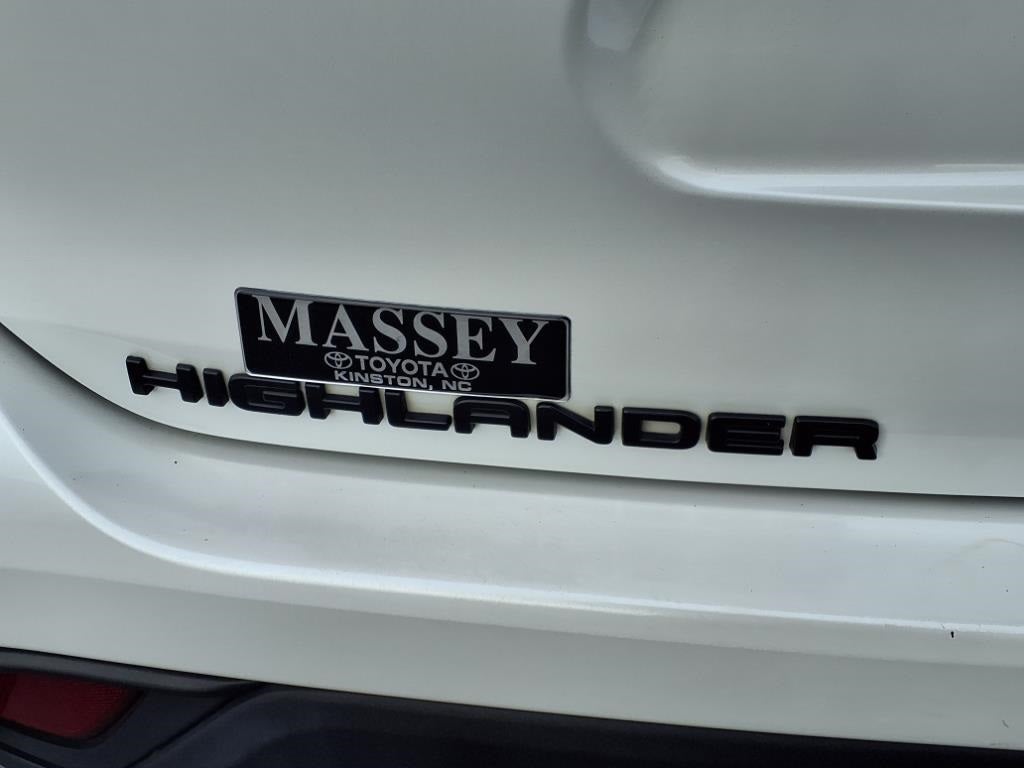 MASSEY
TOYOTA
KINSTON, NC
HIGHLANDER